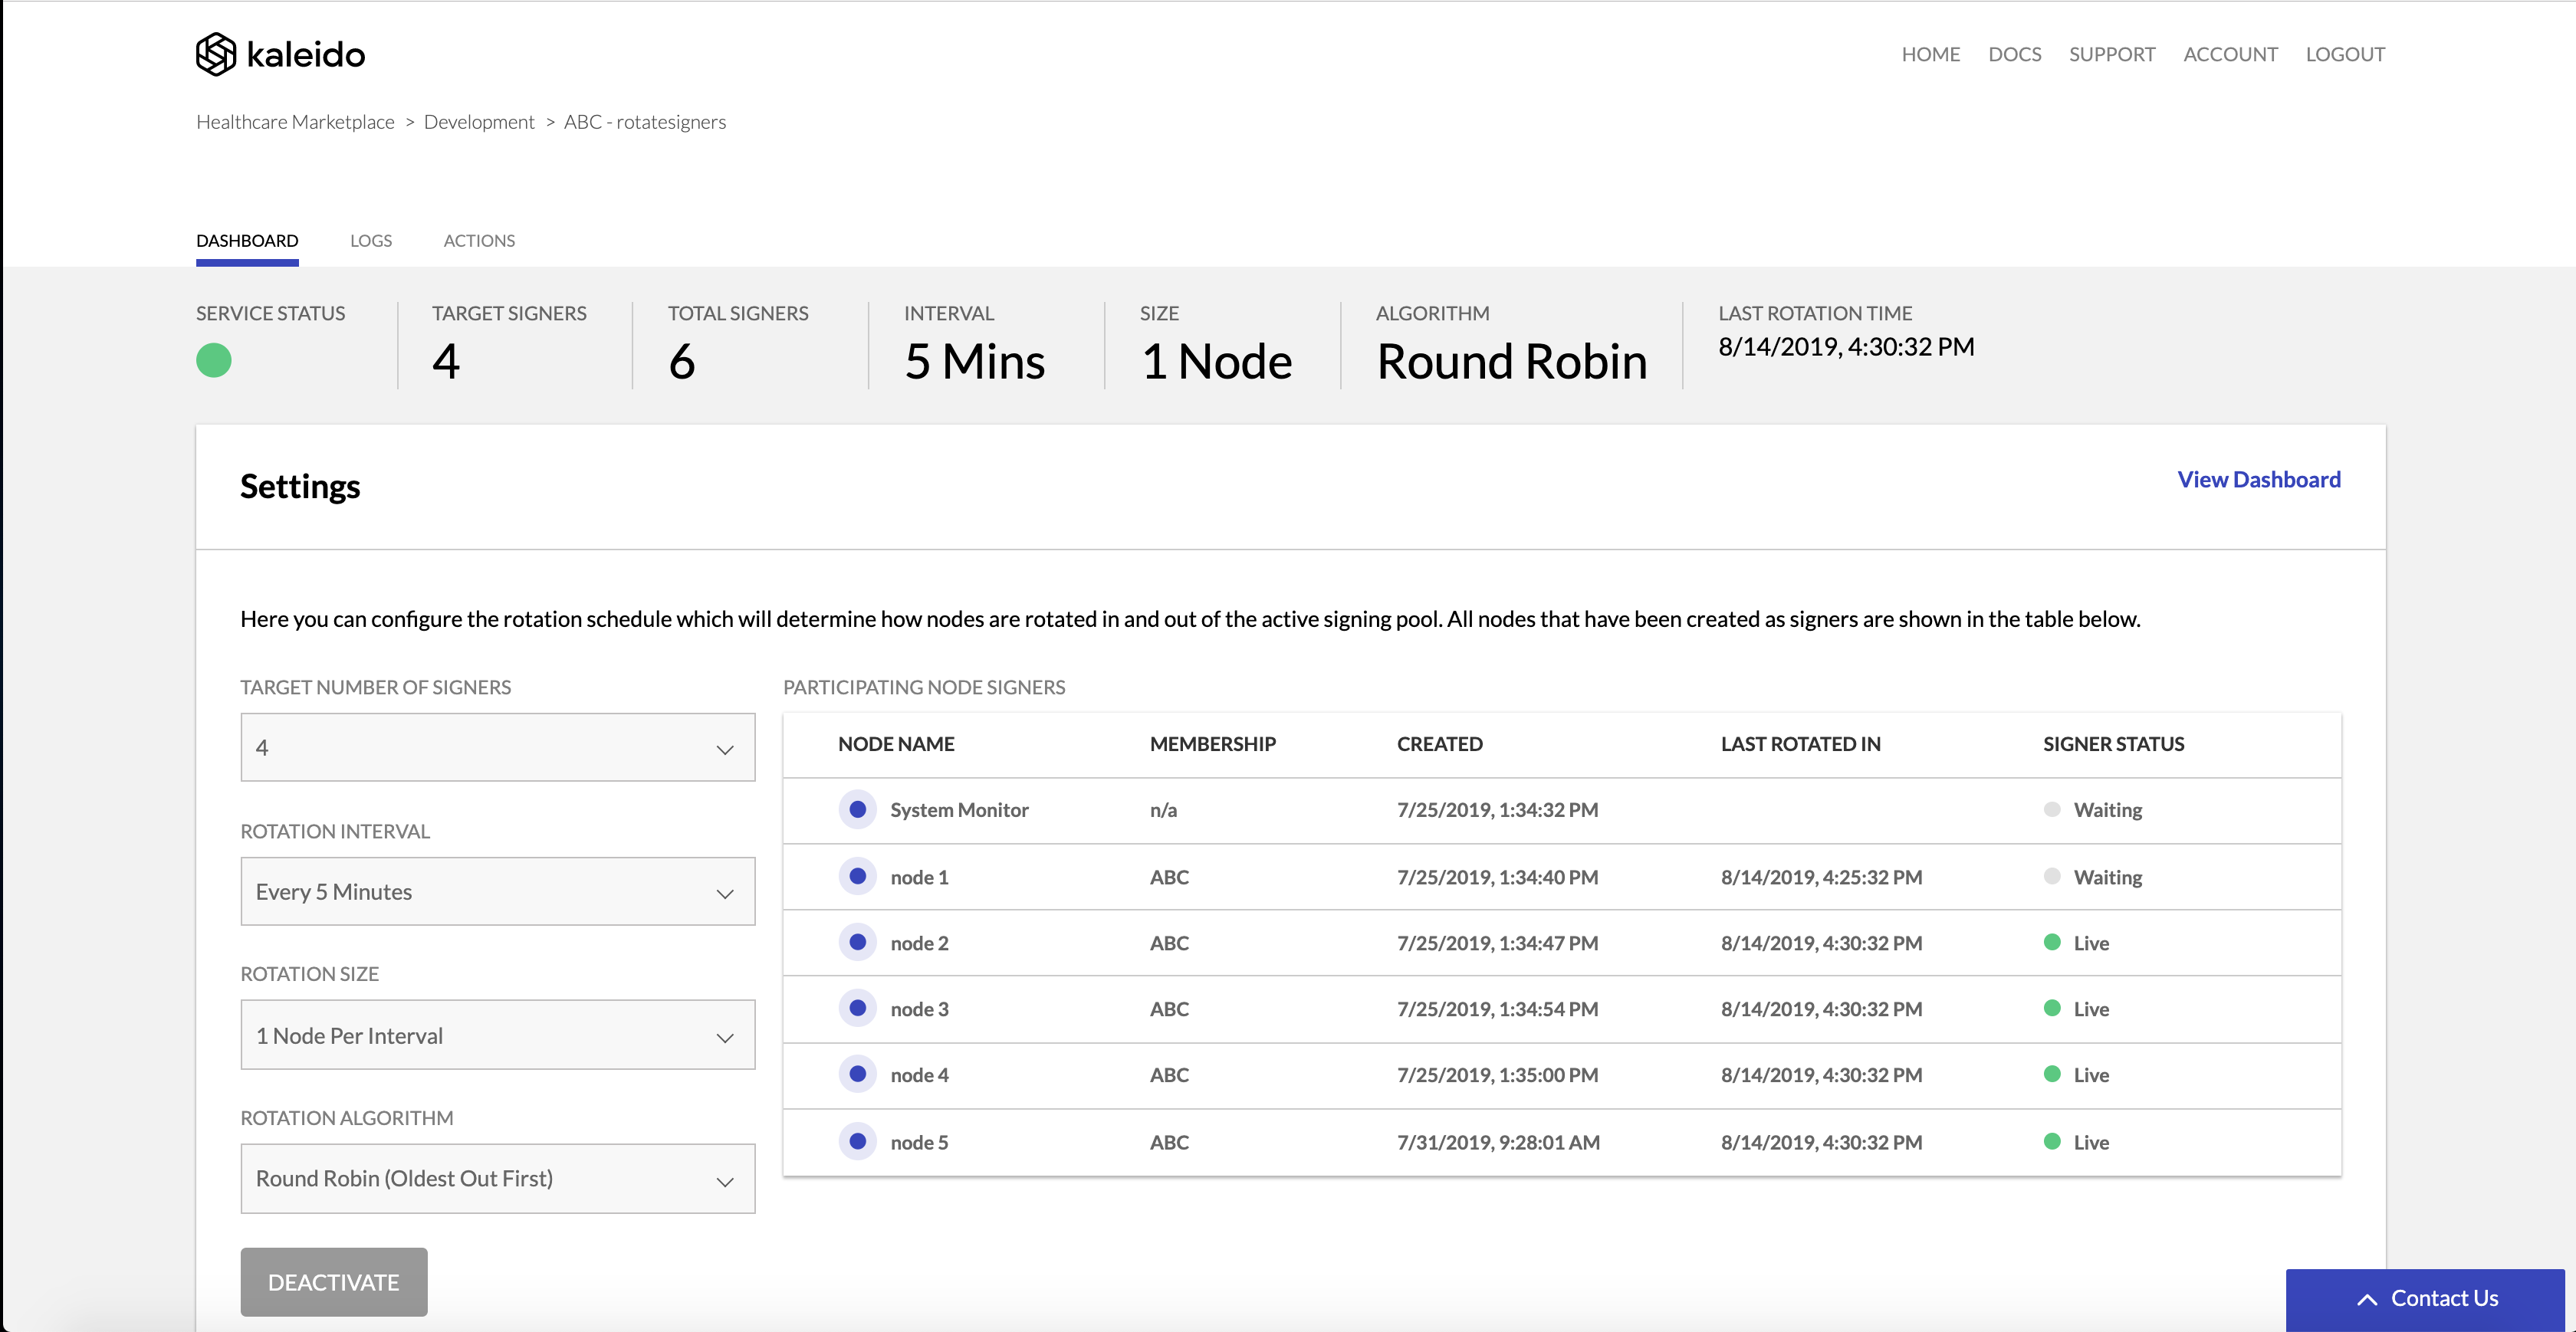 kaleido
HOME DOCS SUPPORT ACCOUNT LOGOUT
Healthcare Marketplace > Development > ABC - rotatesigners
DASHBOARD LOGS ACTIONS
SERVICE STATUS TARGET SIGNERS TOTAL SIGNERS INTERVAL SIZE ALGORITHM LAST ROTATION TIME
4 6 5 Mins 1 Node Round Robin 8/14/2019, 4:30:32 PM
Settings
View Dashboard
Here you can configure the rotation schedule which will determine how nodes are rotated in and out of the active signing pool. All nodes that have been created as signers are shown in the table below.
TARGET NUMBER OF SIGNERS
4
ROTATION INTERVAL
Every 5 Minutes
ROTATION SIZE
1 Node Per Interval
ROTATION ALGORITHM
Round Robin (Oldest Out First)
DEACTIVATE
PARTICIPATING NODE SIGNERS
NODE NAME MEMBERSHIP CREATED LAST ROTATED IN SIGNER STATUS
System Monitor n/a 7/25/2019, 1:34:32 PM Waiting
node 1 ABC 7/25/2019, 1:34:40 PM 8/14/2019, 4:25:32 PM Waiting
node 2 ABC 7/25/2019, 1:34:47 PM 8/14/2019, 4:30:32 PM Live
node 3 ABC 7/25/2019, 1:34:54 PM 8/14/2019, 4:30:32 PM Live
node 4 ABC 7/25/2019, 1:35:00 PM 8/14/2019, 4:30:32 PM Live
node 5 ABC 7/31/2019, 9:28:01 AM 8/14/2019, 4:30:32 PM Live
Contact Us